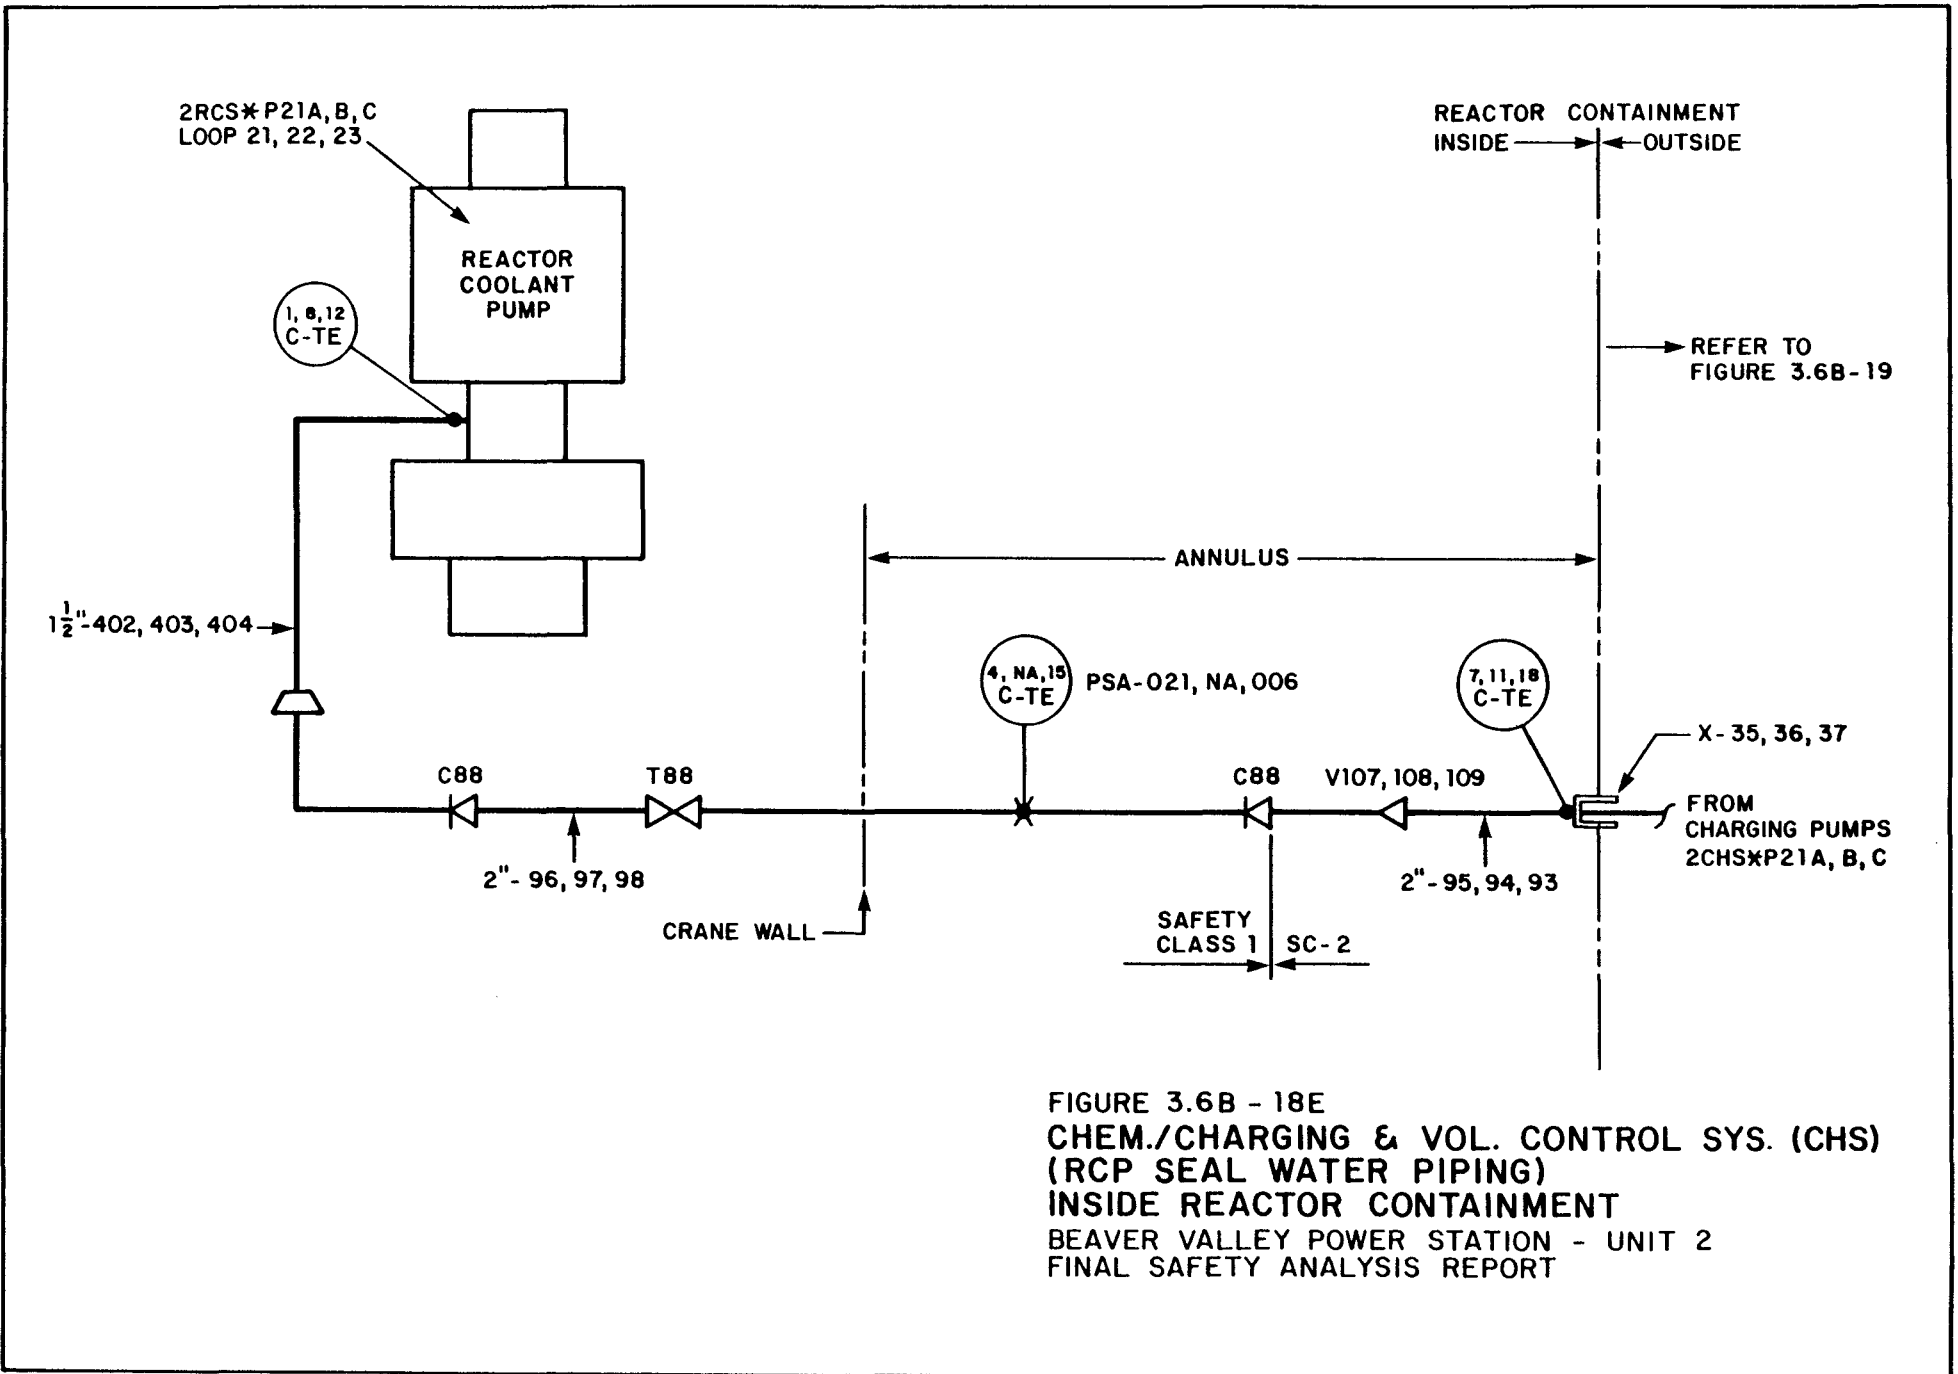 2RCS*P21A, B, C
LOOP 21, 22, 23
REACTOR CONTAINMENT
INSIDE
OUTSIDE
REACTOR
COOLANT
PUMP
1, 8, 12
C-TE
REFER TO
FIGURE 3.6B-19
ANNULUS
1 1/2"-402, 403, 404
4, NA, 15
C-TE
PSA-021, NA, 006
7, 11, 18
C-TE
X-35, 36, 37
C88
T88
C88
V107, 108, 109
FROM
CHARGING PUMPS
2CHS*P21A, B, C
2"-96, 97, 98
2"-95, 94, 93
CRANE WALL
SAFETY
CLASS 1
SC-2
FIGURE 3.6B - 18E
CHEM./CHARGING & VOL. CONTROL SYS. (CHS)
(RCP SEAL WATER PIPING)
INSIDE REACTOR CONTAINMENT
BEAVER VALLEY POWER STATION - UNIT 2
FINAL SAFETY ANALYSIS REPORT